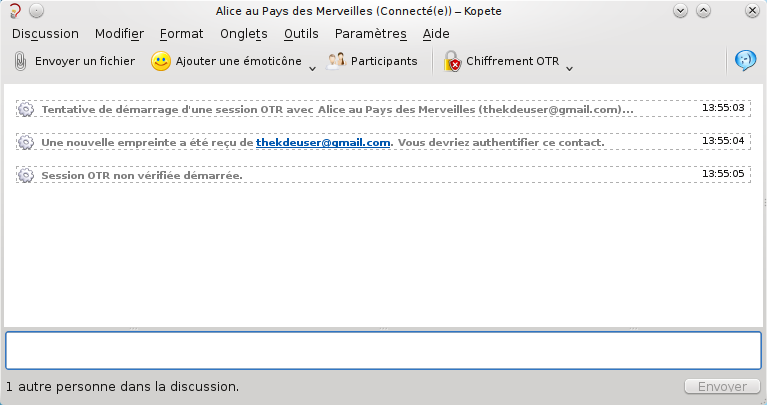 Alice au Pays des Merveilles (Connecté(e)) – Kopete
Discussion Modifier Format Onglets Outils Paramètres Aide
Envoyer un fichier Ajouter une émoticône Participants Chiffrement OTR
Tentative de démarrage d'une session OTR avec Alice au Pays des Merveilles (thekdeuser@gmail.com)... 13:55:03
Une nouvelle empreinte a été reçu de thekdeuser@gmail.com. Vous devriez authentifier ce contact. 13:55:04
Session OTR non vérifiée démarrée. 13:55:05
1 autre personne dans la discussion. Envoyer